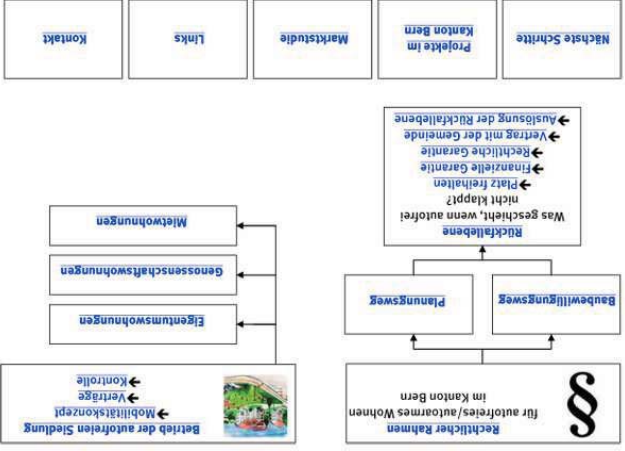 §
Rechtlicher Rahmen
für autofreies/autoarmes Wohnen
im Kanton Bern
Baubewilligungsweg
Planungsweg
Rückfallebene
Was geschieht, wenn autofrei
nicht klappt?
→ Platz freihalten
→ Finanzielle Garantie
→ Rechtliche Garantie
→ Vertrag mit der Gemeinde
→ Auslösung der Rückfallebene
Betrieb der autofreien Siedlung
→ Mobilitätskonzept
→ Verträge
→ Kontrolle
Eigentumswohnungen
Genossenschaftswohnungen
Mietwohnungen
Nächste Schritte
Projekte im
Kanton Bern
Marktstudie
Links
Kontakt